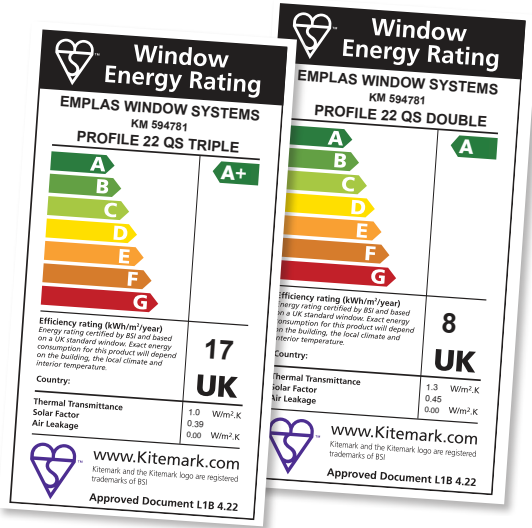 Window
Energy Rating
EMPLAS WINDOW SYSTEMS
KM 594781
PROFILE 22 QS TRIPLE
A
B
C
D
E
F
G
A+
Efficiency rating (kWh/m²/year)
Energy rating certified by BSI and based
on a UK standard window. Exact energy
consumption for this product will depend
on the building, the local climate and
interior temperature.
17
Country:
UK
Thermal Transmittance 1.0 W/m².K
Solar Factor 0.39
Air Leakage 0.00 W/m².K
www.Kitemark.com
Kitemark and the Kitemark logo are registered
trademarks of BSI
Approved Document L1B 4.22
™
Window
Energy Rating
EMPLAS WINDOW SYSTEMS
KM 594781
PROFILE 22 QS DOUBLE
A
B
C
D
E
F
G
A
Efficiency rating (kWh/m²/year)
Energy rating certified by BSI and based
on a UK standard window. Exact energy
consumption for this product will depend
on the building, the local climate and
interior temperature.
8
Country:
UK
Thermal Transmittance 1.3 W/m².K
Solar Factor 0.45
Air Leakage 0.00 W/m².K
www.Kitemark.com
Kitemark and the Kitemark logo are registered
trademarks of BSI
Approved Document L1B 4.22